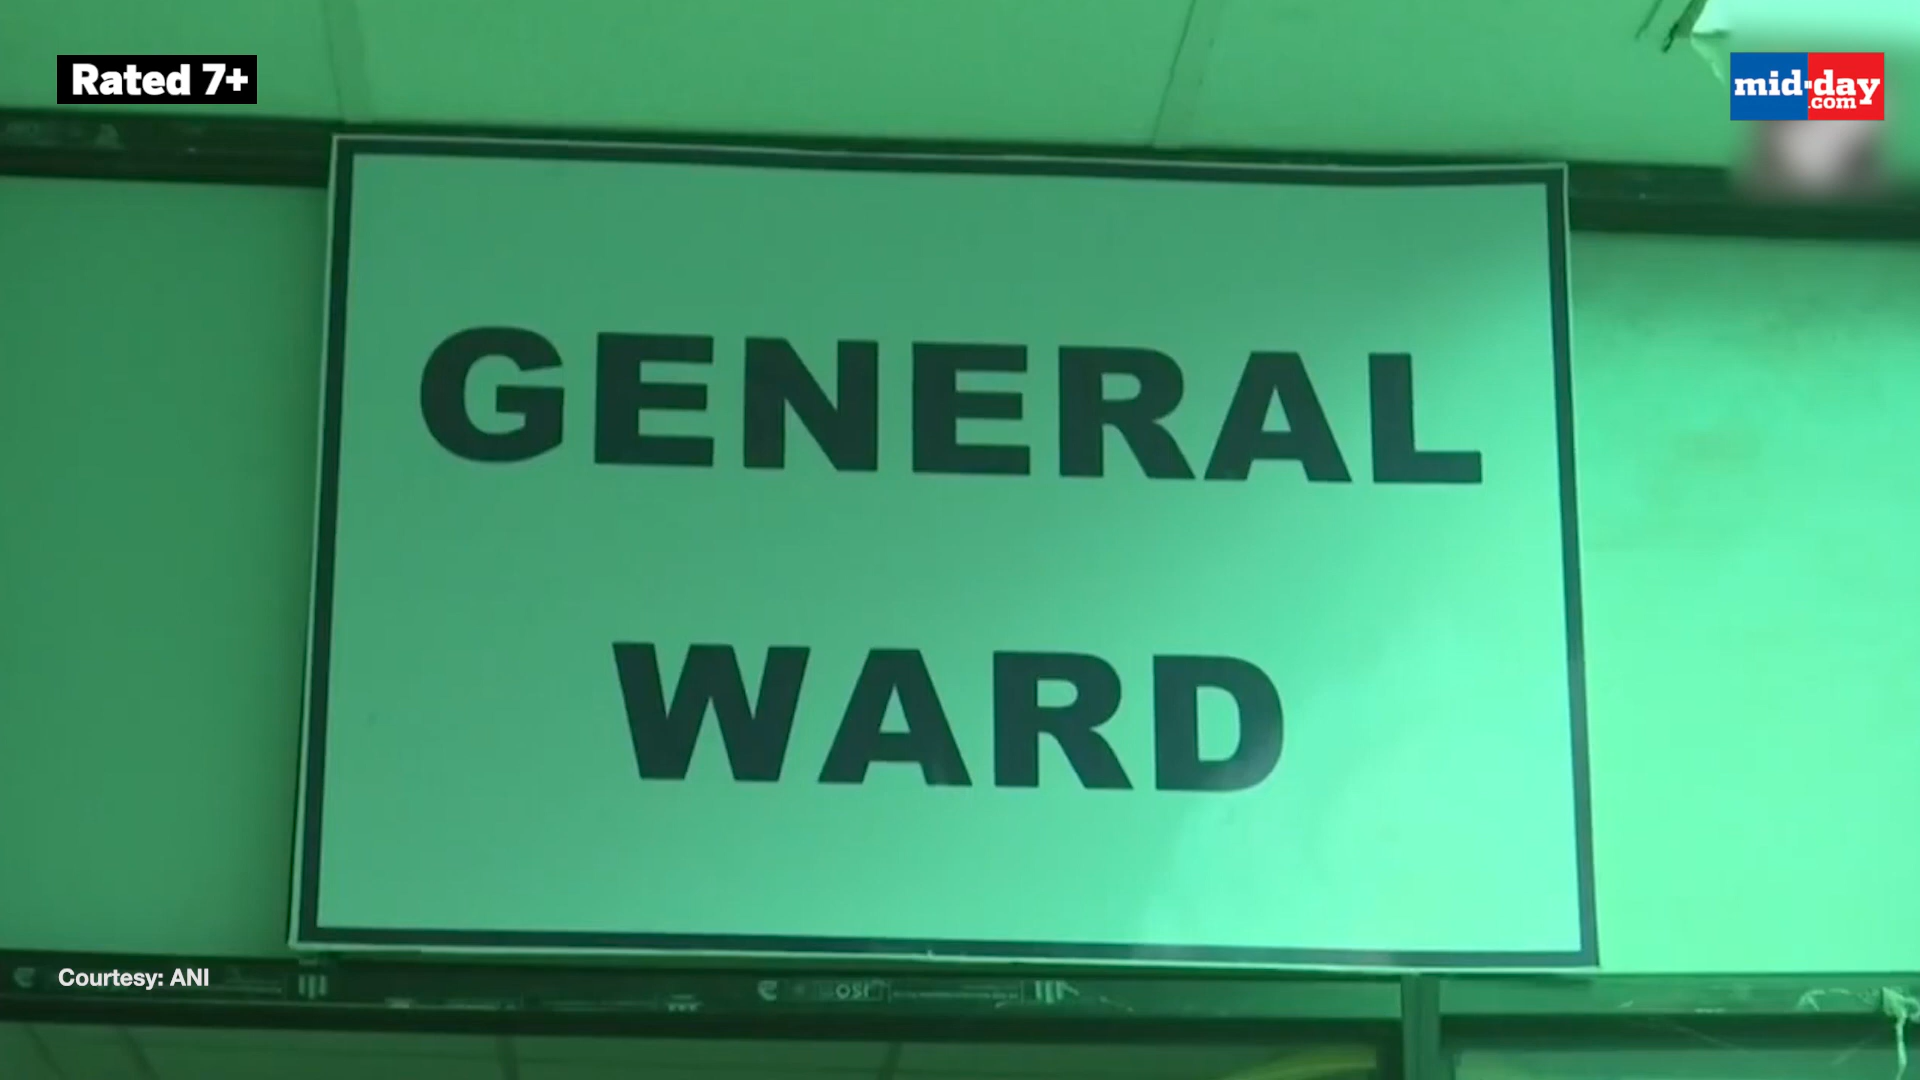 Rated 7+
mid-day
.com
GENERAL
WARD
Courtesy: ANI